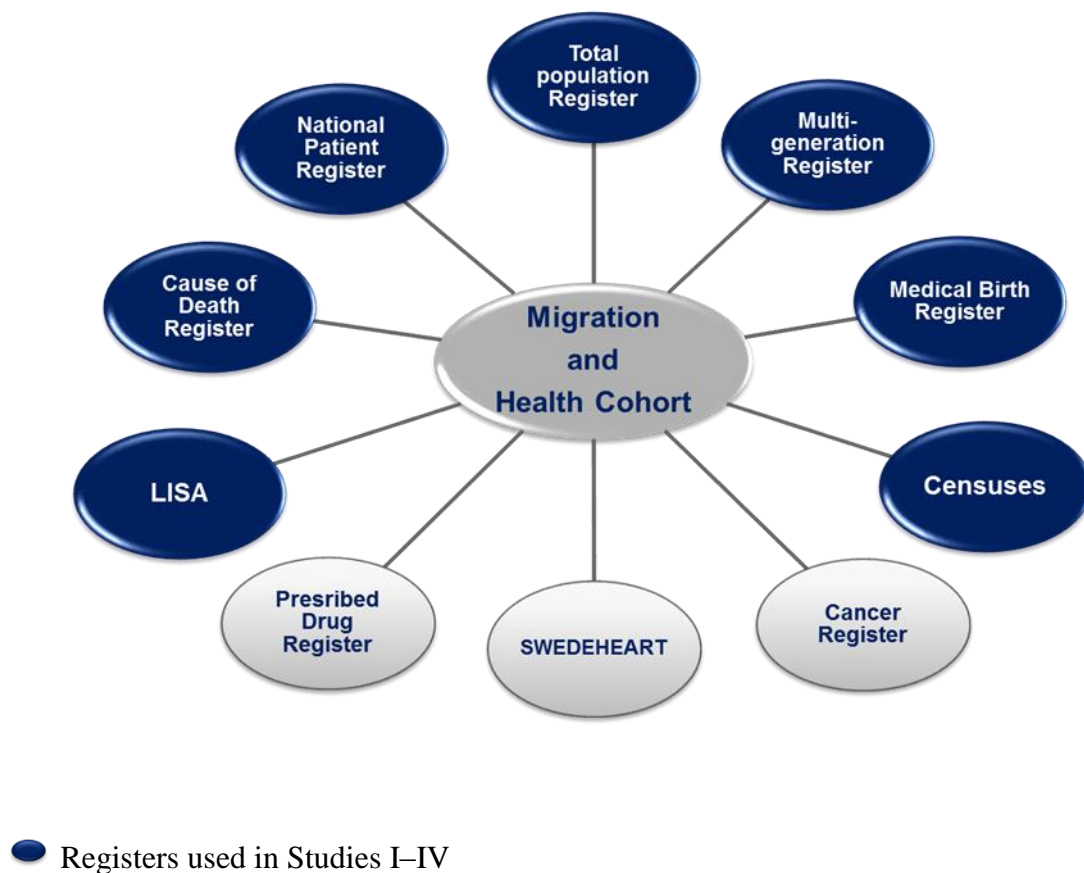 Total
population
Register
National
Patient
Register
Multi-
generation
Register
Cause of
Death
Register
Medical Birth
Register
Migration
and
Health Cohort
LISA
Censuses
Presribed
Drug
Register
SWEDEHEART
Cancer
Register
Registers used in Studies I–IV